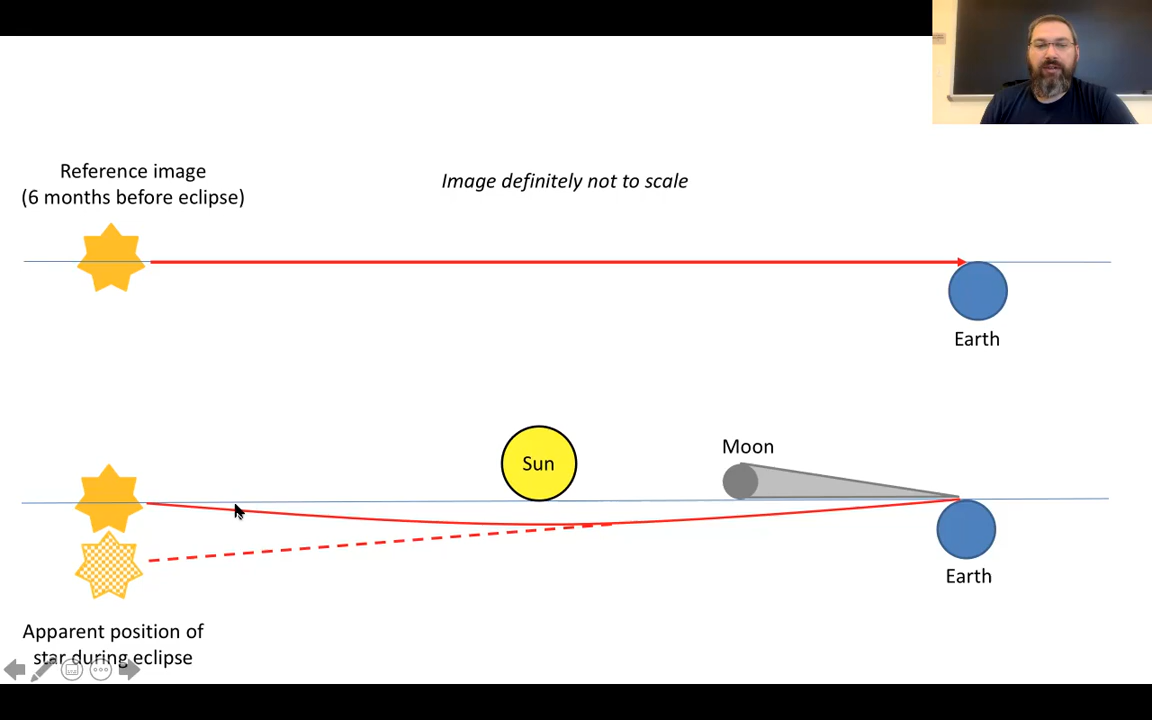 Reference image
(6 months before eclipse)
Image definitely not to scale
Earth
Sun
Moon
Earth
Apparent position of
star during eclipse